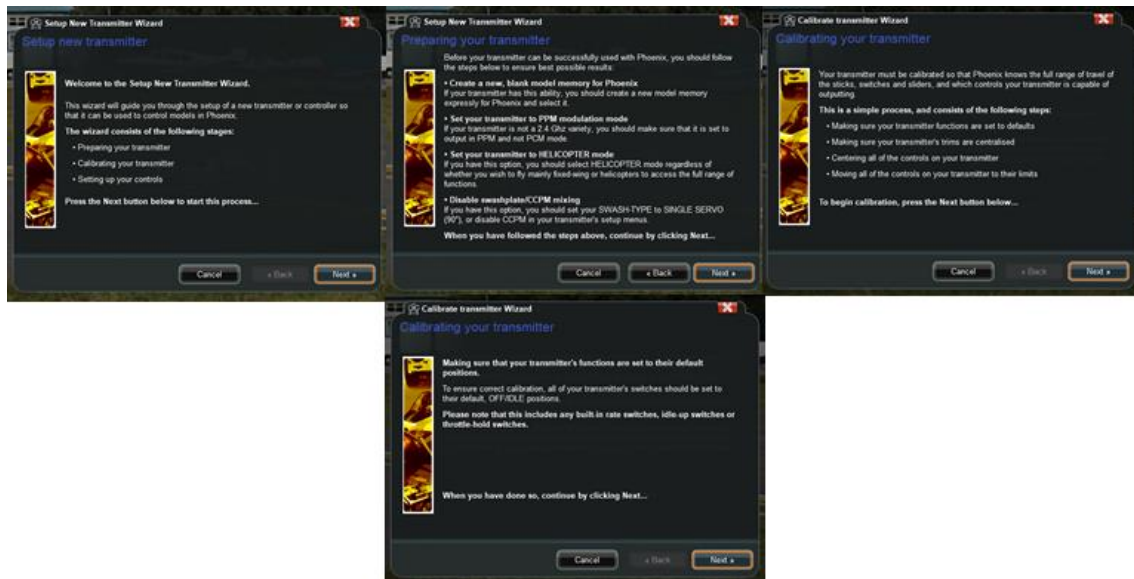 Setup New Transmitter Wizard
Setup new transmitter
Welcome to the Setup New Transmitter Wizard.
This wizard will guide you through the setup of a new transmitter or controller so
that it can be used to control models in Phoenix.
The wizard consists of the following stages:
• Preparing your transmitter
• Calibrating your transmitter
• Setting up your controls
Press the Next button below to start this process...
Cancel
« Back
Next »
Setup New Transmitter Wizard
Preparing your transmitter
Before your transmitter can be successfully used with Phoenix, you should follow
the steps below to ensure best possible results:
• Create a new, blank model memory for Phoenix
If your transmitter has this ability, you should create a new model memory
expressly for Phoenix and select it.
• Set your transmitter to PPM modulation mode
If your transmitter is not a 2.4 Ghz variety, you should make sure that it is set to
output in PPM and not PCM mode.
• Set your transmitter to HELICOPTER mode
If you have this option, you should select HELICOPTER mode regardless of
whether you wish to fly mainly fixed-wing or helicopters to access the full range of
functions.
• Disable swashplate/CCPM mixing
If you have this option, you should set your SWASH-TYPE to SINGLE SERVO
(90°), or disable CCPM in your transmitter's setup menus.
When you have followed the steps above, continue by clicking Next...
Cancel
« Back
Next »
Calibrate transmitter Wizard
Calibrating your transmitter
Your transmitter must be calibrated so that Phoenix knows the full range of travel of
the sticks, switches and sliders, and which controls your transmitter is capable of
outputting.
This is a simple process, and consists of the following steps:
• Making sure your transmitter functions are set to defaults
• Making sure your transmitter's trims are centralised
• Centering all of the controls on your transmitter
• Moving all of the controls on your transmitter to their limits
To begin calibration, press the Next button below...
Cancel
« Back
Next »
Calibrate transmitter Wizard
Calibrating your transmitter
Making sure that your transmitter's functions are set to their default
positions.
To ensure correct calibration, all of your transmitter's switches should be set to
their default, OFF/IDLE positions.
Please note that this includes any built-in rate switches, idle-up switches or
throttle-hold switches.
When you have done so, continue by clicking Next...
Cancel
« Back
Next »